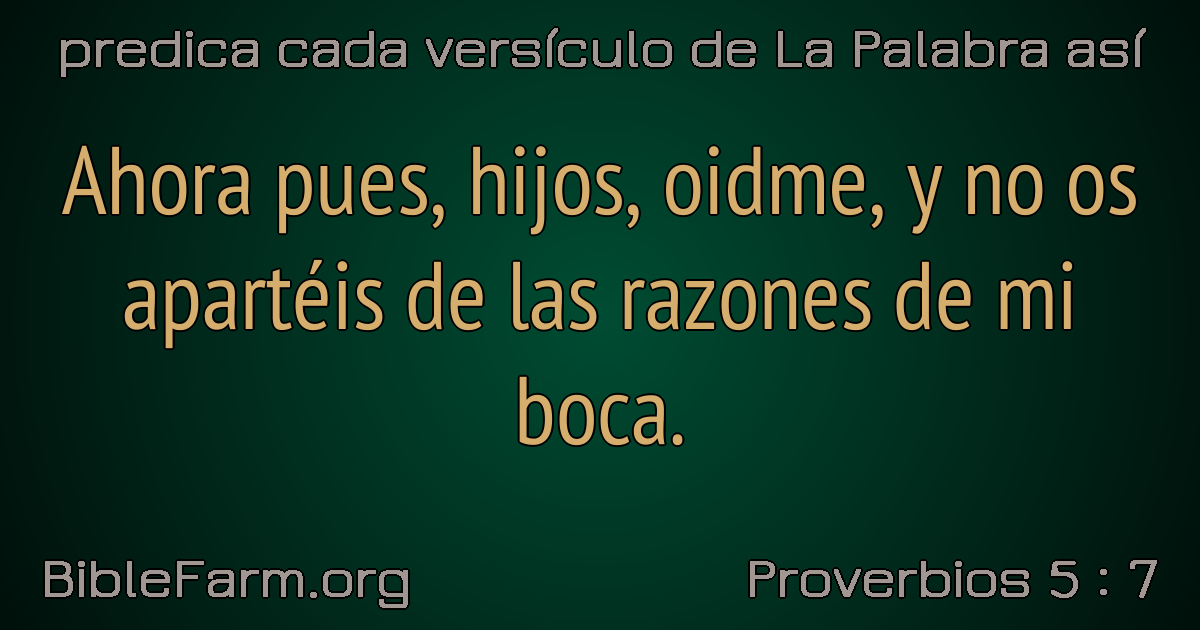 predica cada versículo de La Palabra así
Ahora pues, hijos, oidme, y no os
apartéis de las razones de mi
boca.
BibleFarm.org
Proverbios 5 : 7